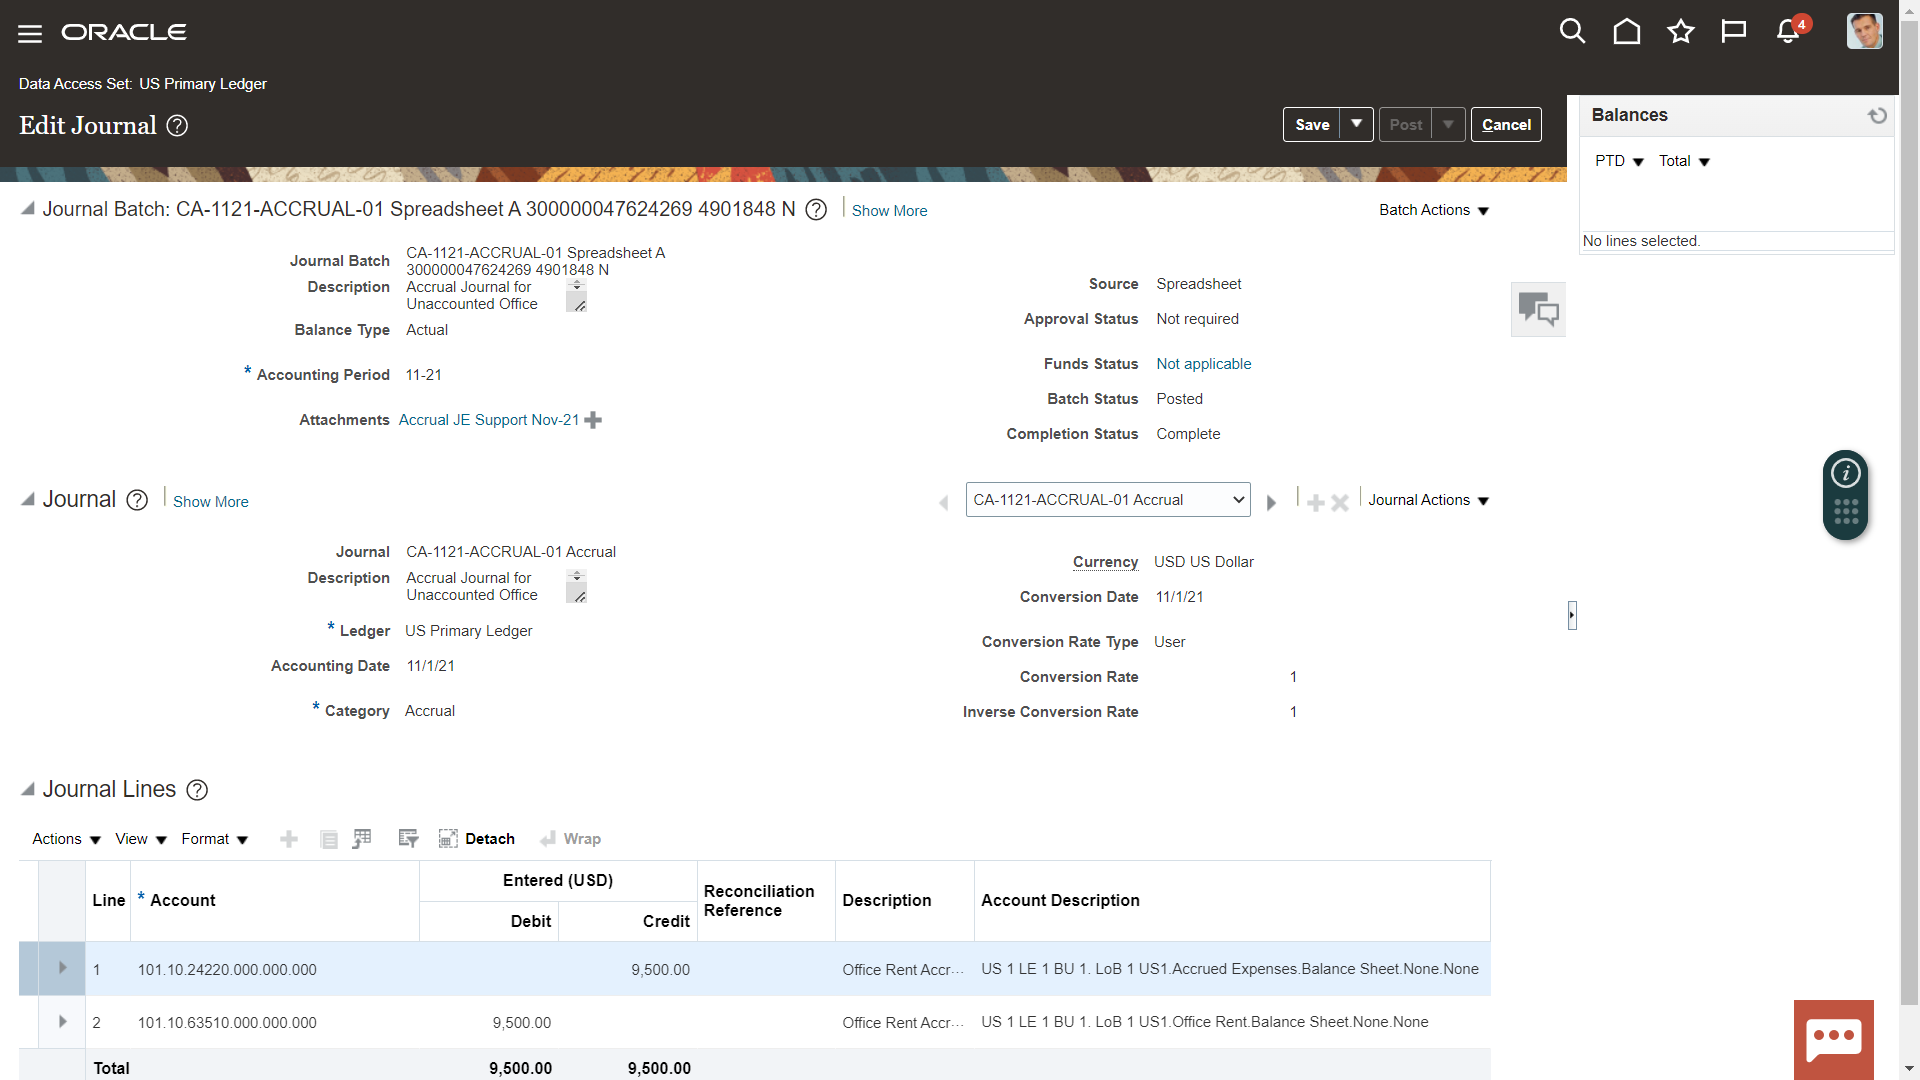 ORACLE
4
Data Access Set: US Primary Ledger
Edit Journal
Save
Post
Cancel
Balances
PTD
Total
No lines selected.
Journal Batch: CA-1121-ACCRUAL-01 Spreadsheet A 300000047624269 4901848 N
Show More
Batch Actions
Journal Batch CA-1121-ACCRUAL-01 Spreadsheet A
300000047624269 4901848 N
Description Accrual Journal for
Unaccounted Office
Balance Type Actual
* Accounting Period 11-21
Attachments Accrual JE Support Nov-21
Source Spreadsheet
Approval Status Not required
Funds Status Not applicable
Batch Status Posted
Completion Status Complete
Journal
Show More
CA-1121-ACCRUAL-01 Accrual
Journal Actions
Journal CA-1121-ACCRUAL-01 Accrual
Description Accrual Journal for
Unaccounted Office
* Ledger US Primary Ledger
Accounting Date 11/1/21
* Category Accrual
Currency USD US Dollar
Conversion Date 11/1/21
Conversion Rate Type User
Conversion Rate 1
Inverse Conversion Rate 1
Journal Lines
Actions View Format Detach Wrap
Line * Account Entered (USD) Reconciliation Reference Description Account Description
Debit Credit
1 101.10.24220.000.000.000 9,500.00 Office Rent Accr... US 1 LE 1 BU 1. LoB 1 US1.Accrued Expenses.Balance Sheet.None.None
2 101.10.63510.000.000.000 9,500.00 Office Rent Accr... US 1 LE 1 BU 1. LoB 1 US1.Office Rent.Balance Sheet.None.None
Total 9,500.00 9,500.00